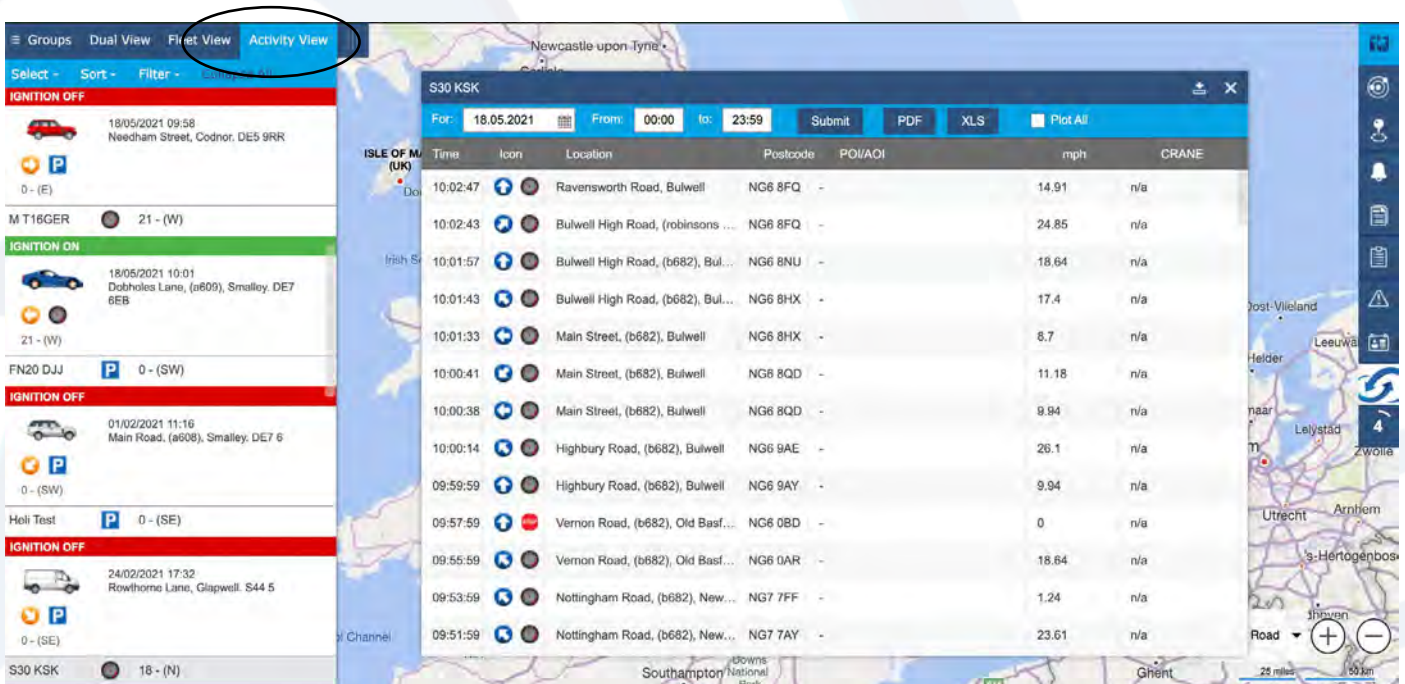 ≡ Groups Dual View Fleet View Activity View
Select - Sort - Filter - Collapse All
IGNITION OFF
18/05/2021 09:58
Needham Street, Codnor. DE5 9RR
P
0 - (E)
M T16GER 21 - (W)
IGNITION ON
18/05/2021 10:01
Dobholes Lane, (a609), Smalley. DE7
6EB
21 - (W)
FN20 DJJ P 0 - (SW)
IGNITION OFF
01/02/2021 11:16
Main Road, (a608), Smalley. DE7 6
P
0 - (SW)
Heli Test P 0 - (SE)
IGNITION OFF
24/02/2021 17:32
Rowthorne Lane, Glapwell. S44 5
P
0 - (SE)
S30 KSK 18 - (N)
Newcastle upon Tyne
ISLE OF MA
(UK)
Do
Irish Se
ol Channel
S30 KSK
For: 18.05.2021 From: 00:00 to: 23:59 Submit PDF XLS Plot All
Time Icon Location Postcode POI/AOI mph CRANE
10:02:47 Ravensworth Road, Bulwell NG6 8FQ - 14.91 n/a
10:02:43 Bulwell High Road, (robinsons ... NG6 8FQ - 24.85 n/a
10:01:57 Bulwell High Road, (b682), Bul... NG6 8NU - 18.64 n/a
10:01:43 Bulwell High Road, (b682), Bul... NG6 8HX - 17.4 n/a
10:01:33 Main Street, (b682), Bulwell NG6 8HX - 8.7 n/a
10:00:41 Main Street, (b682), Bulwell NG6 8QD - 11.18 n/a
10:00:38 Main Street, (b682), Bulwell NG6 8QD - 9.94 n/a
10:00:14 Highbury Road, (b682), Bulwell NG6 9AE - 26.1 n/a
09:59:59 Highbury Road, (b682), Bulwell NG6 9AY - 9.94 n/a
09:57:59 STOP Vernon Road, (b682), Old Basf... NG6 0BD - 0 n/a
09:55:59 Vernon Road, (b682), Old Basf... NG6 0AR - 18.64 n/a
09:53:59 Nottingham Road, (b682), New... NG7 7FF - 1.24 n/a
09:51:59 Nottingham Road, (b682), New... NG7 7AY - 23.61 n/a
Southampton
Downs
National
Ghent
Oost-Vlieland
Leeuwa
Helder
maar
Lelystad
4
Zwolle
m
Utrecht
Arnhem
's-Hertogenbos
Road + −
25 miles 50 km